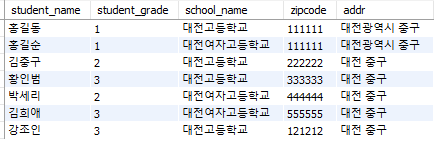 student_name student_grade school_name zipcode addr
홍길동 1 대전고등학교 111111 대전광역시 중구
홍길순 1 대전여자고등학교 111111 대전광역시 중구
김중구 2 대전고등학교 222222 대전 중구
황인범 3 대전고등학교 333333 대전 중구
박세리 2 대전여자고등학교 444444 대전 중구
김희애 3 대전여자고등학교 555555 대전 중구
강조인 3 대전고등학교 121212 대전 중구